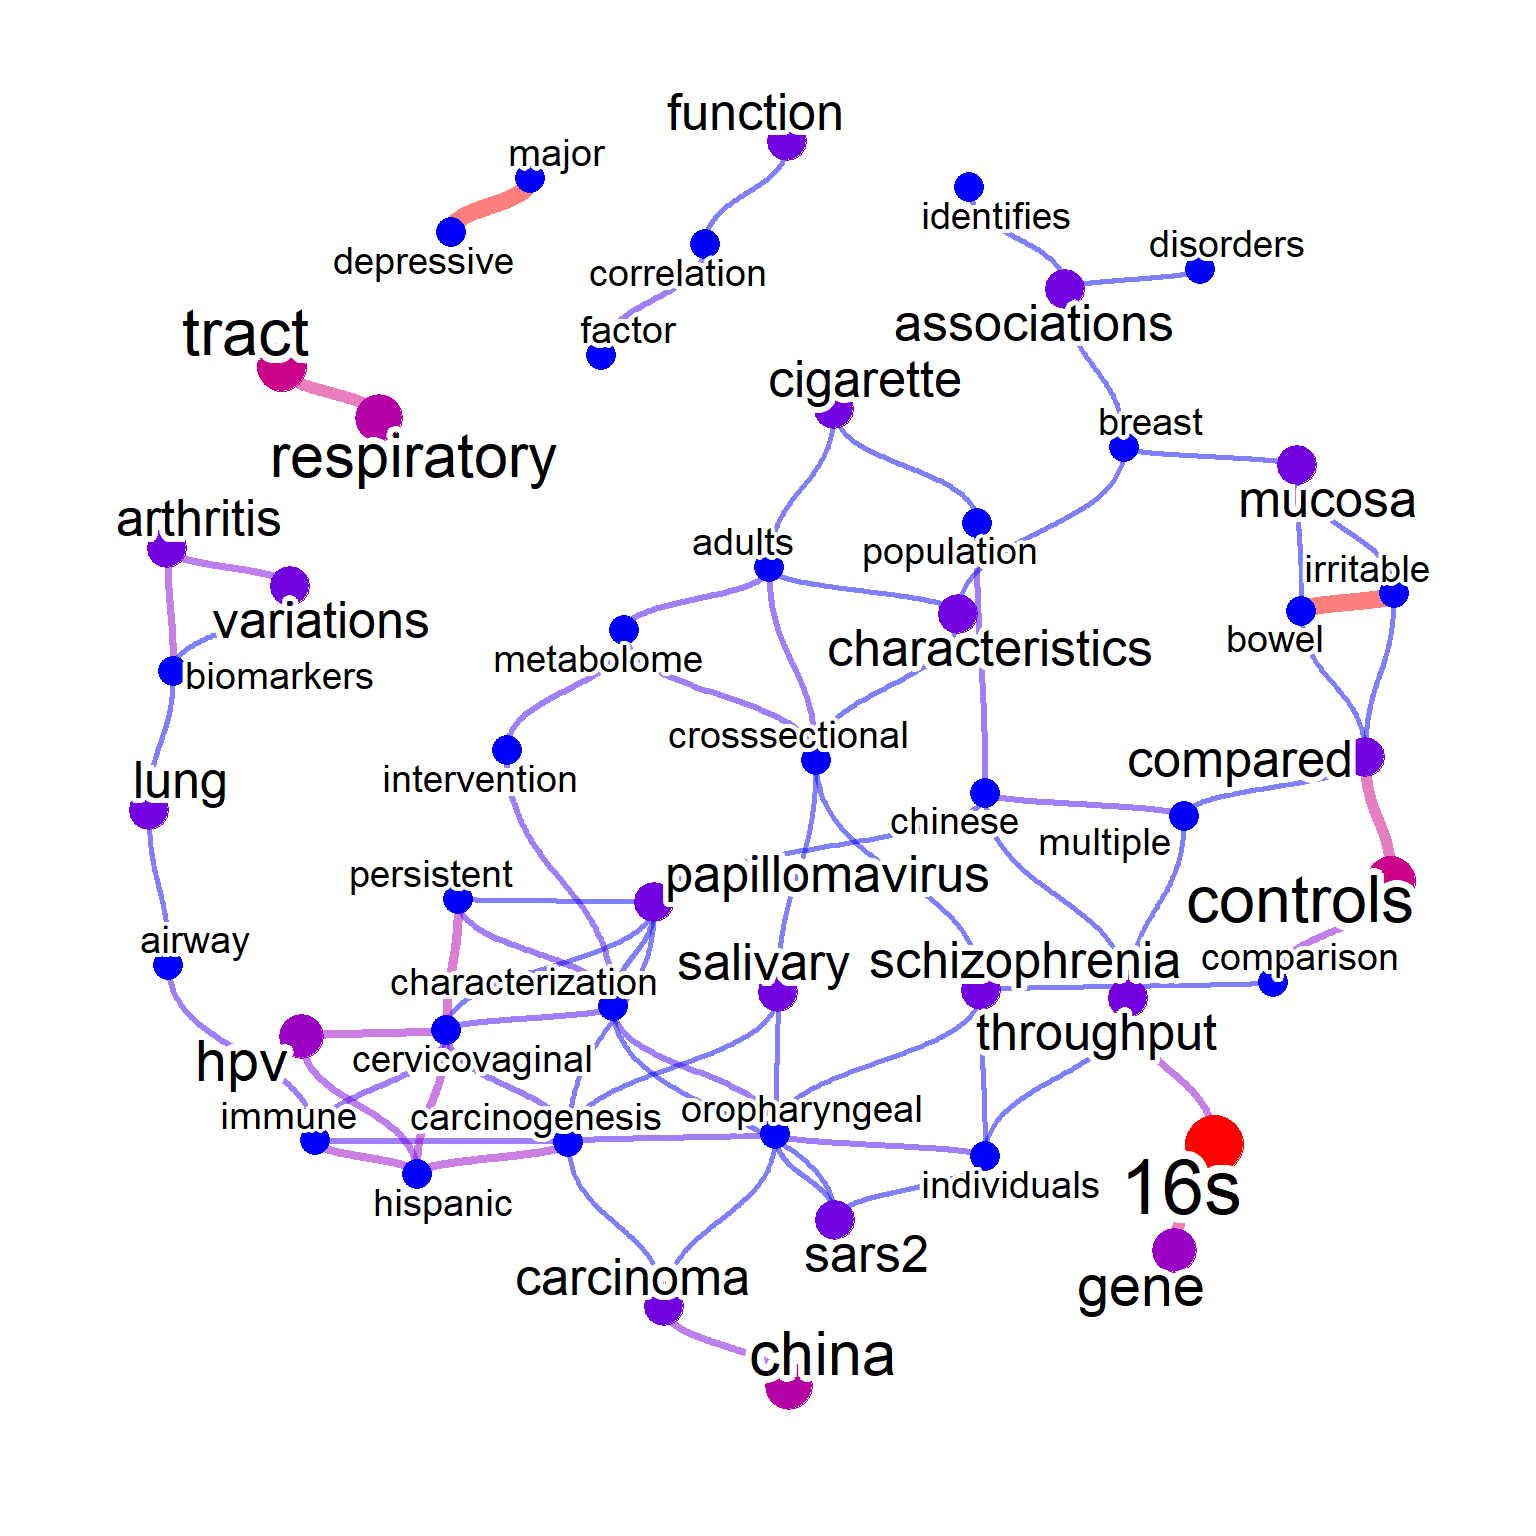 function
major
depressive
identifies
disorders
correlation
factor
associations
tract
cigarette
respiratory
breast
mucosa
arthritis
adults
population
irritable
variations
bowel
metabolome
characteristics
biomarkers
crosssectional
compared
lung
intervention
chinese
multiple
persistent
papillomavirus
controls
airway
characterization
salivary
schizophrenia
comparison
hpv
cervicovaginal
throughput
immune
carcinogenesis
oropharyngeal
hispanic
individuals
16s
sars2
carcinoma
gene
china